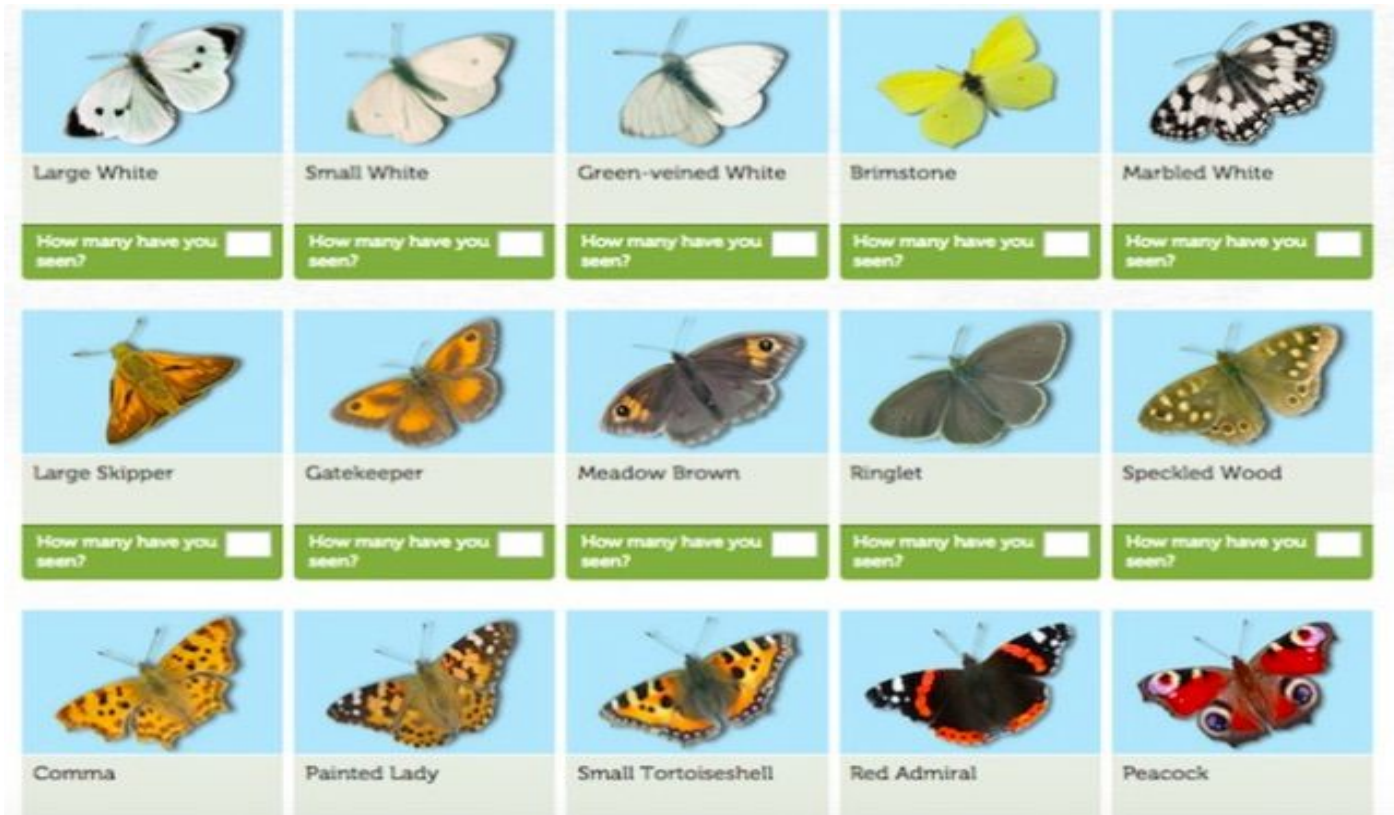 Large White
Small White
Green-veined White
Brimstone
Marbled White
How many have you
seen?
How many have you
seen?
How many have you
seen?
How many have you
seen?
How many have you
seen?
Large Skipper
Gatekeeper
Meadow Brown
Ringlet
Speckled Wood
How many have you
seen?
How many have you
seen?
How many have you
seen?
How many have you
seen?
How many have you
seen?
Comma
Painted Lady
Small Tortoiseshell
Red Admiral
Peacock